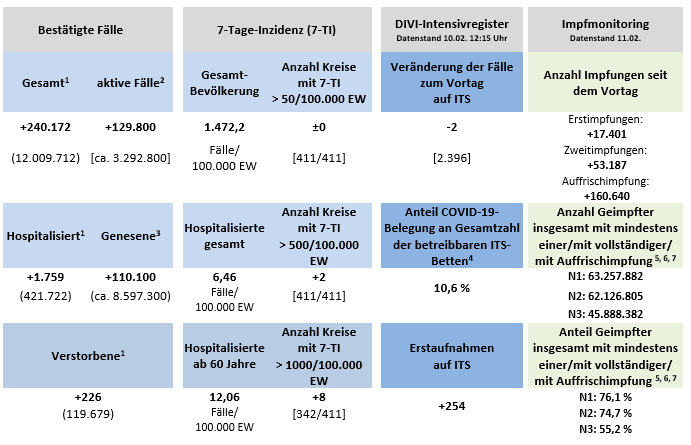 Bestätigte Fälle
7-Tage-Inzidenz (7-TI)
DIVI-Intensivregister
Datenstand 10.02. 12:15 Uhr
Impfmonitoring
Datenstand 11.02.
Gesamt¹
aktive Fälle²
Gesamt-
Bevölkerung
Anzahl Kreise
mit 7-TI
> 50/100.000 EW
Veränderung der Fälle
zum Vortag
auf ITS
Anzahl Impfungen seit
dem Vortag
+240.172
(12.009.712)
+129.800
[ca. 3.292.800]
1.472,2
Fälle/
100.000 EW
±0
[411/411]
-2
[2.396]
Erstimpfungen:
+17.401
Zweitimpfungen:
+53.187
Auffrischimpfung:
+160.640
Hospitalisiert¹
Genesene³
Hospitalisierte
gesamt
Anzahl Kreise
mit 7-TI
> 500/100.000
EW
Anteil COVID-19-
Belegung an Gesamtzahl
der betreibbaren ITS-
Betten⁴
Anzahl Geimpfter
insgesamt mit mindestens
einer/mit vollständiger/
mit Auffrischimpfung ⁵, ⁶, ⁷
+1.759
(421.722)
+110.100
(ca. 8.597.300)
6,46
Fälle/
100.000 EW
+2
[411/411]
10,6 %
N1: 63.257.882
N2: 62.126.805
N3: 45.888.382
Verstorbene¹
Hospitalisierte
ab 60 Jahre
Anzahl Kreise
mit 7-TI
> 1000/100.000
EW
Erstaufnahmen
auf ITS
Anteil Geimpfter
insgesamt mit mindestens
einer/mit vollständiger/
mit Auffrischimpfung ⁵, ⁶, ⁷
+226
(119.679)
12,06
Fälle/
100.000 EW
+8
[342/411]
+254
N1: 76,1 %
N2: 74,7 %
N3: 55,2 %